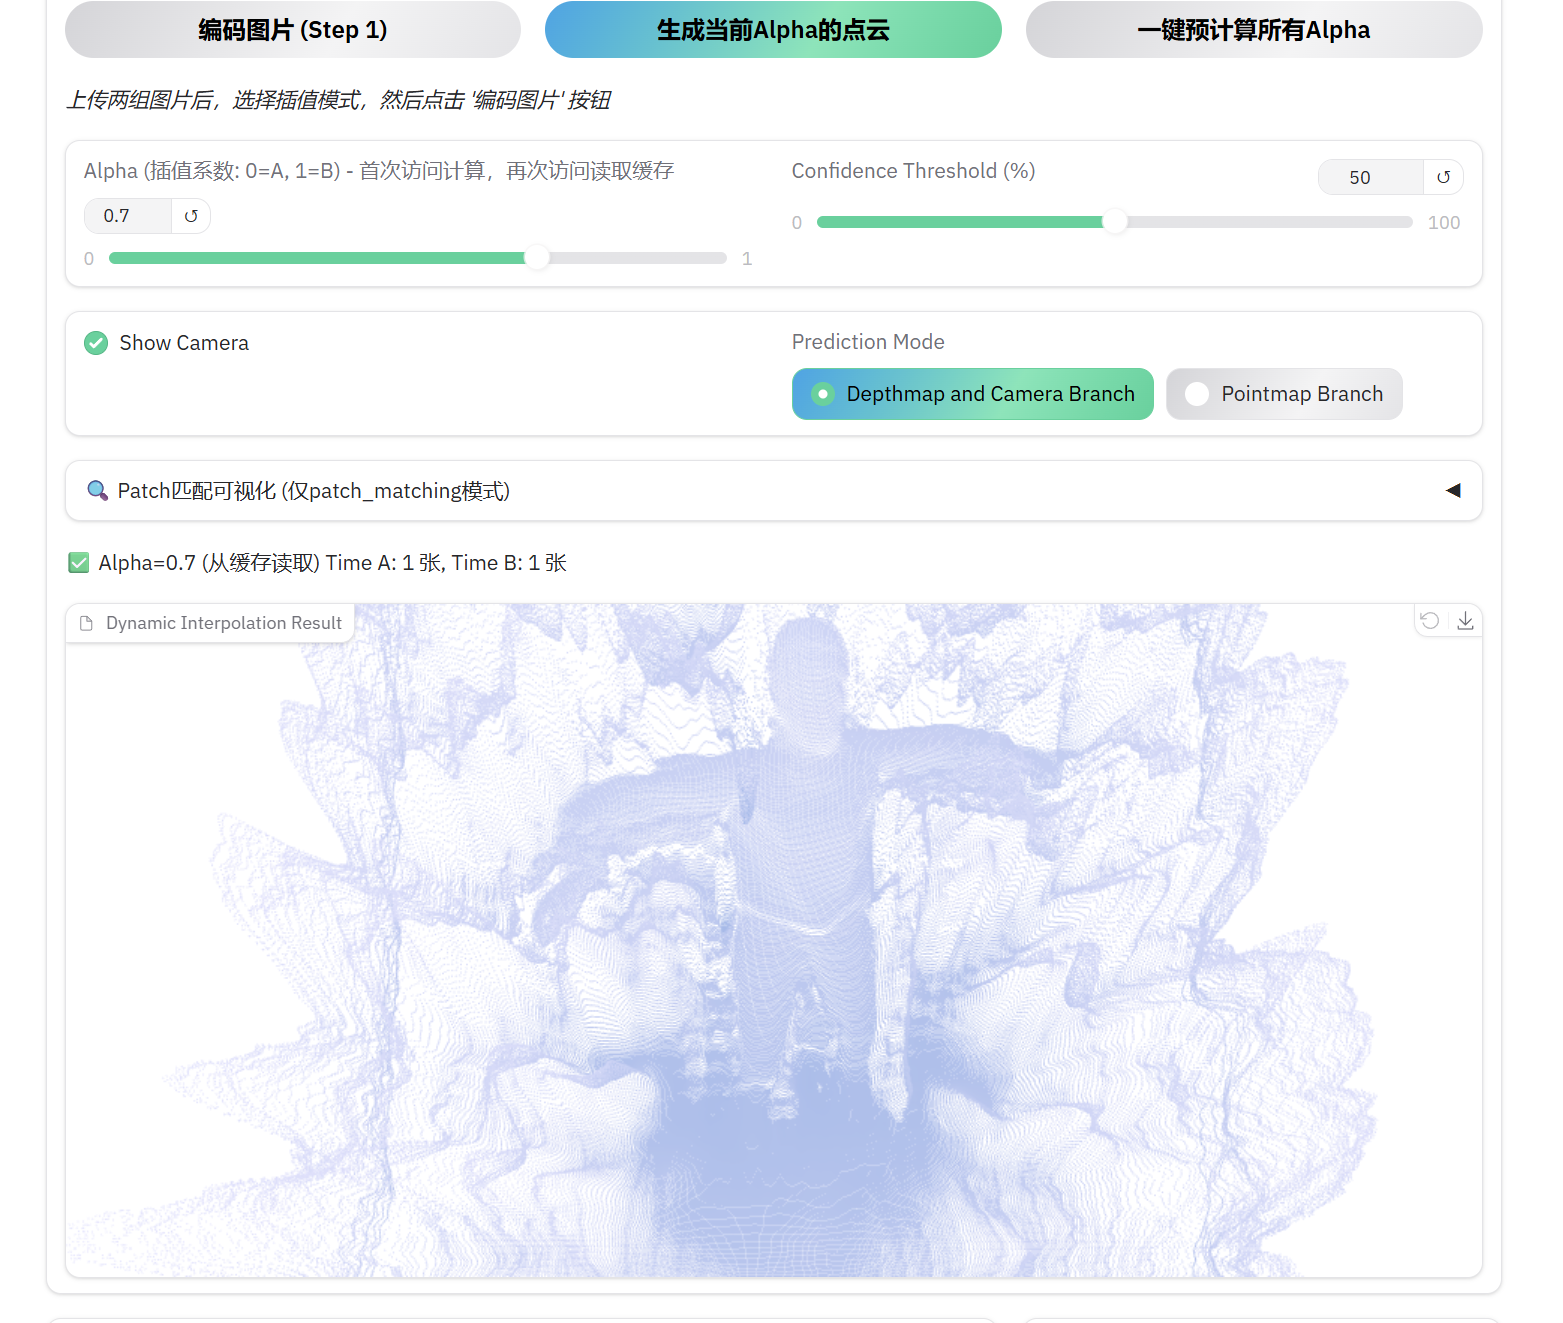 编码图片 (Step 1)
生成当前Alpha的点云
一键预计算所有Alpha
上传两组图片后，选择插值模式，然后点击 '编码图片' 按钮
Alpha (插值系数: 0=A, 1=B) - 首次访问计算，再次访问读取缓存
0.7
0
1
Confidence Threshold (%)
50
0
100
Show Camera
Prediction Mode
Depthmap and Camera Branch
Pointmap Branch
Patch匹配可视化 (仅patch_matching模式)
Alpha=0.7 (从缓存读取) Time A: 1 张, Time B: 1 张
Dynamic Interpolation Result